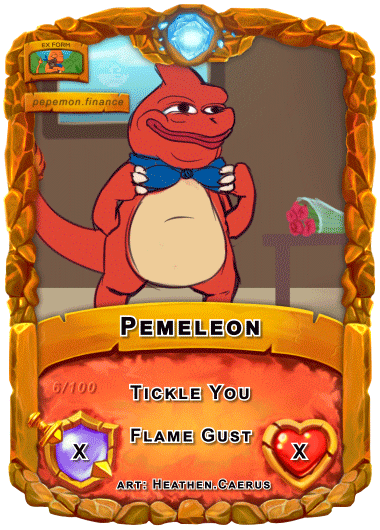 EX FORM
pepemon.finance
Pemeleon
6/100
Tickle You
Flame Gust
X
X
art: Heathen.Caerus